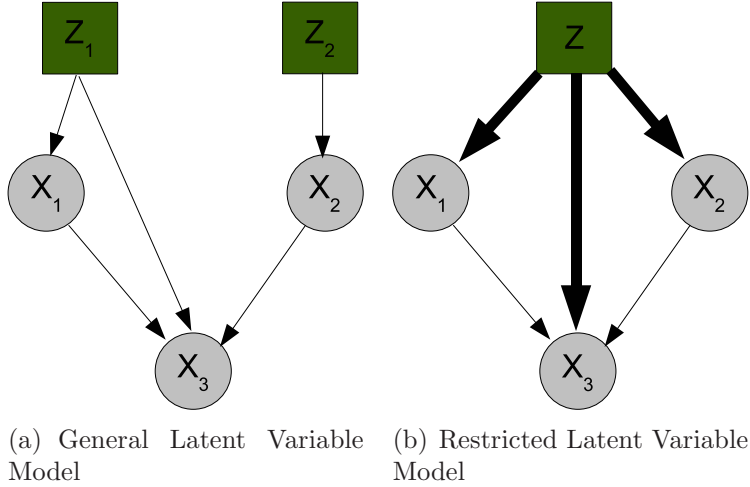 Z1
Z2
Z
X1
X2
X1
X2
X3
X3
(a) General Latent Variable
Model
(b) Restricted Latent Variable
Model